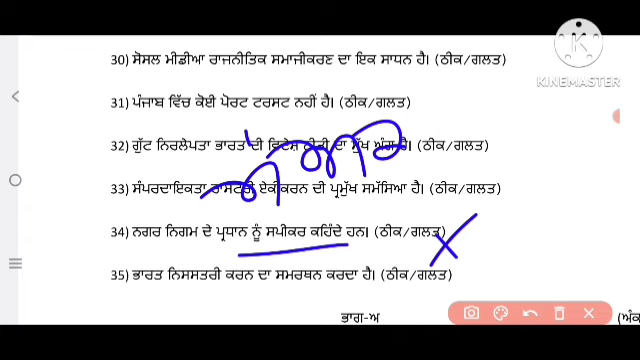 30) ਸੋਸਲ ਮੀਡੀਆ ਰਾਜਨੀਤਿਕ ਸਮਾਜੀਕਰਣ ਦਾ ਇਕ ਸਾਧਨ ਹੈ। (ਠੀਕ/ਗਲਤ)
KINEMASTER
31) ਪੰਜਾਬ ਵਿੱਚ ਕੋਈ ਪੋਰਟ ਟਰਸਟ ਨਹੀਂ ਹੈ। (ਠੀਕ/ਗਲਤ)
32) ਗੁੱਟ ਨਿਰਲੇਪਤਾ ਭਾਰਤ ਦੀ ਵਿਦੇਸ਼ ਨੀਤੀ ਦਾ ਮੁੱਖ ਅੰਗ ਹੈ। (ਠੀਕ/ਗਲਤ)
33) ਸੰਪਰਦਾਇਕਤਾ ਰਾਸ਼ਟਰੀ ਏਕੀਕਰਨ ਦੀ ਪ੍ਰਮੁੱਖ ਸਮੱਸਿਆ ਹੈ। (ਠੀਕ/ਗਲਤ)
34) ਨਗਰ ਨਿਗਮ ਦੇ ਪ੍ਰਧਾਨ ਨੂੰ ਸਪੀਕਰ ਕਹਿੰਦੇ ਹਨ। (ਠੀਕ/ਗਲਤ)
35) ਭਾਰਤ ਨਿਸਸਤਰੀ ਕਰਨ ਦਾ ਸਮਰਥਨ ਕਰਦਾ ਹੈ। (ਠੀਕ/ਗਲਤ)
ਭਾਗ-ਅ (ਅੰਕ